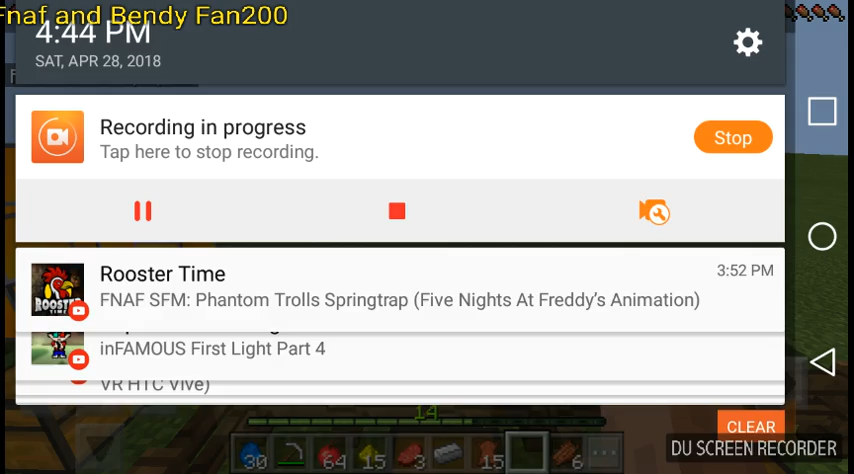 Fnaf and Bendy Fan200
4:44 PM
SAT, APR 28, 2018
Recording in progress
Tap here to stop recording.
Stop
Rooster Time
3:52 PM
FNAF SFM: Phantom Trolls Springtrap (Five Nights At Freddy's Animation)
ROOSTER
TIME
inFAMOUS First Light Part 4
VR HTC Vive)
14
CLEAR
DU SCREEN RECORDER
30
64
15
3
15
6